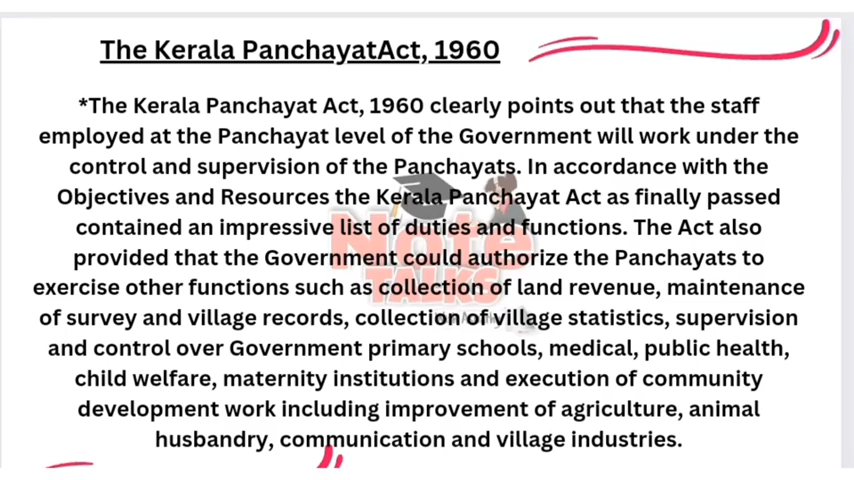 The Kerala PanchayatAct, 1960
*The Kerala Panchayat Act, 1960 clearly points out that the staff
employed at the Panchayat level of the Government will work under the
control and supervision of the Panchayats. In accordance with the
Objectives and Resources the Kerala Panchayat Act as finally passed
contained an impressive list of duties and functions. The Act also
provided that the Government could authorize the Panchayats to
exercise other functions such as collection of land revenue, maintenance
of survey and village records, collection of village statistics, supervision
and control over Government primary schools, medical, public health,
child welfare, maternity institutions and execution of community
development work including improvement of agriculture, animal
husbandry, communication and village industries.
Note
TALKS